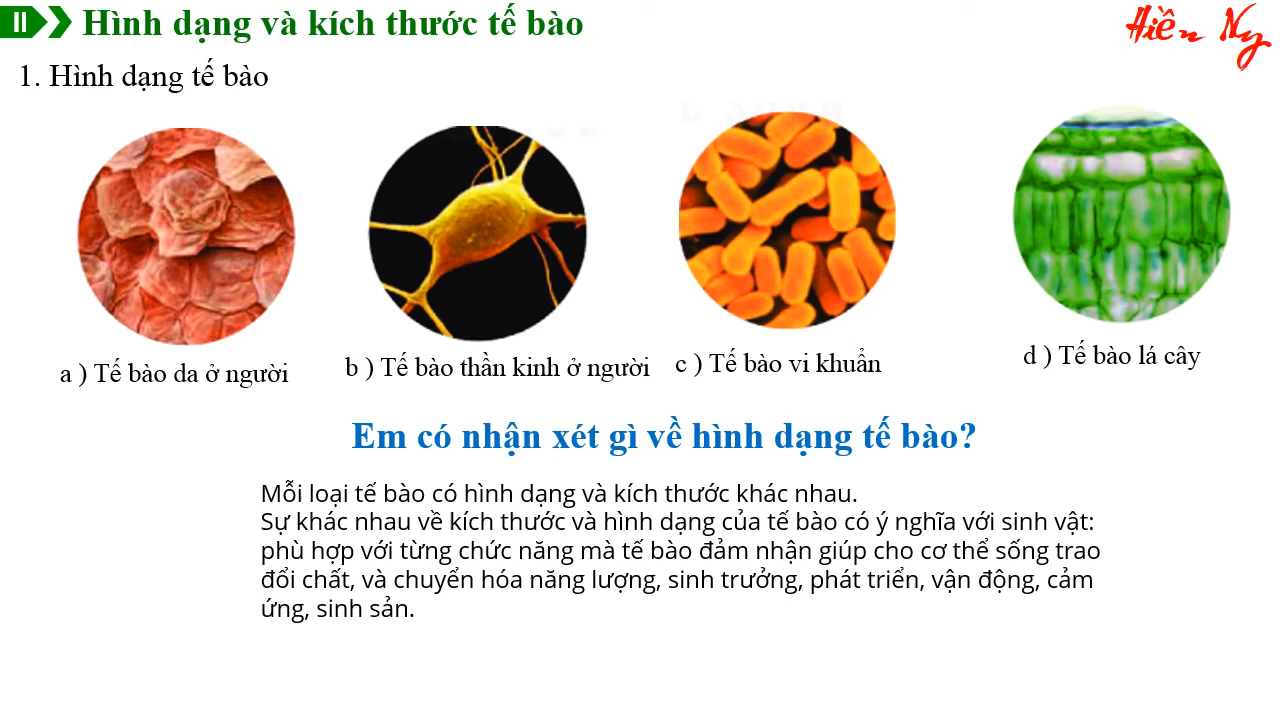 II
Hình dạng và kích thước tế bào
Hiền Ny
1. Hình dạng tế bào
a ) Tế bào da ở người
b ) Tế bào thần kinh ở người
c ) Tế bào vi khuẩn
d ) Tế bào lá cây
Em có nhận xét gì về hình dạng tế bào?
Mỗi loại tế bào có hình dạng và kích thước khác nhau.
Sự khác nhau về kích thước và hình dạng của tế bào có ý nghĩa với sinh vật:
phù hợp với từng chức năng mà tế bào đảm nhận giúp cho cơ thể sống trao
đổi chất, và chuyển hóa năng lượng, sinh trưởng, phát triển, vận động, cảm
ứng, sinh sản.